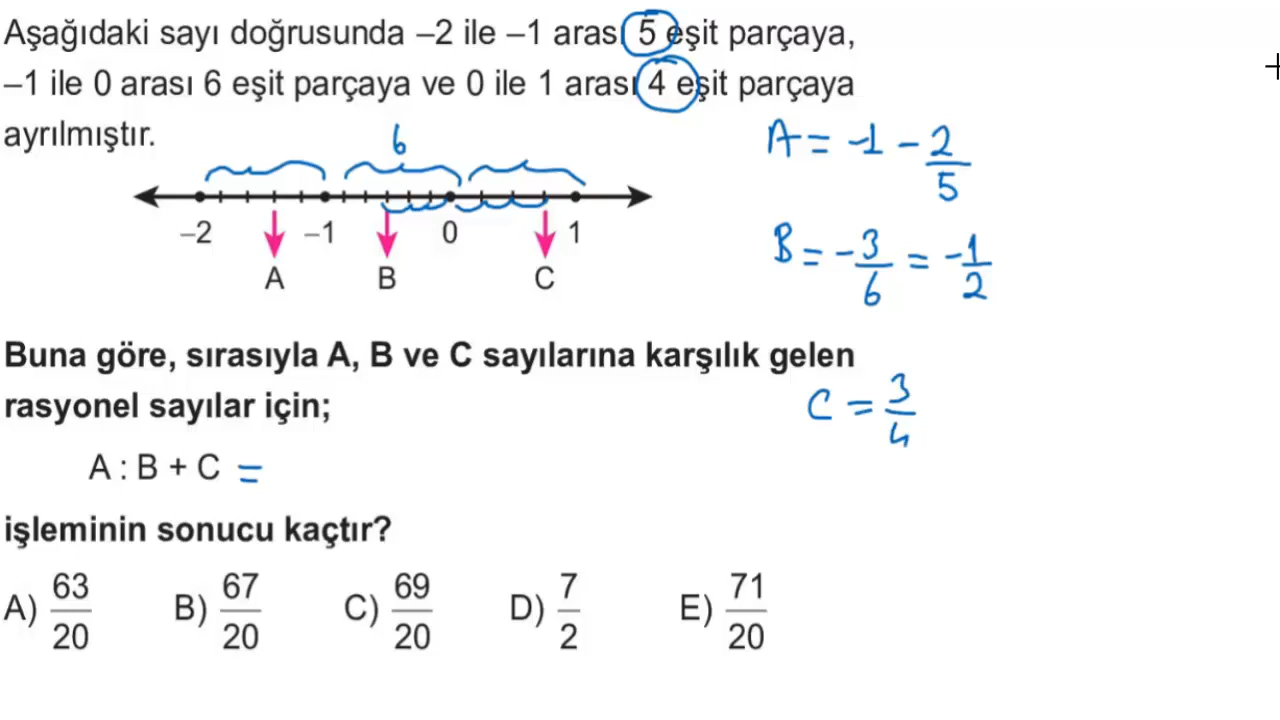 Aşağıdaki sayı doğrusunda –2 ile –1 arası 5 eşit parçaya,
–1 ile 0 arası 6 eşit parçaya ve 0 ile 1 arası 4 eşit parçaya
ayrılmıştır.
6
–2 –1 0 1
A B C
A = -1 - 2/5
B = -3/6 = -1/2
Buna göre, sırasıyla A, B ve C sayılarına karşılık gelen
rasyonel sayılar için;
C = 3/4
A : B + C =
işleminin sonucu kaçtır?
A) 63/20 B) 67/20 C) 69/20 D) 7/2 E) 71/20